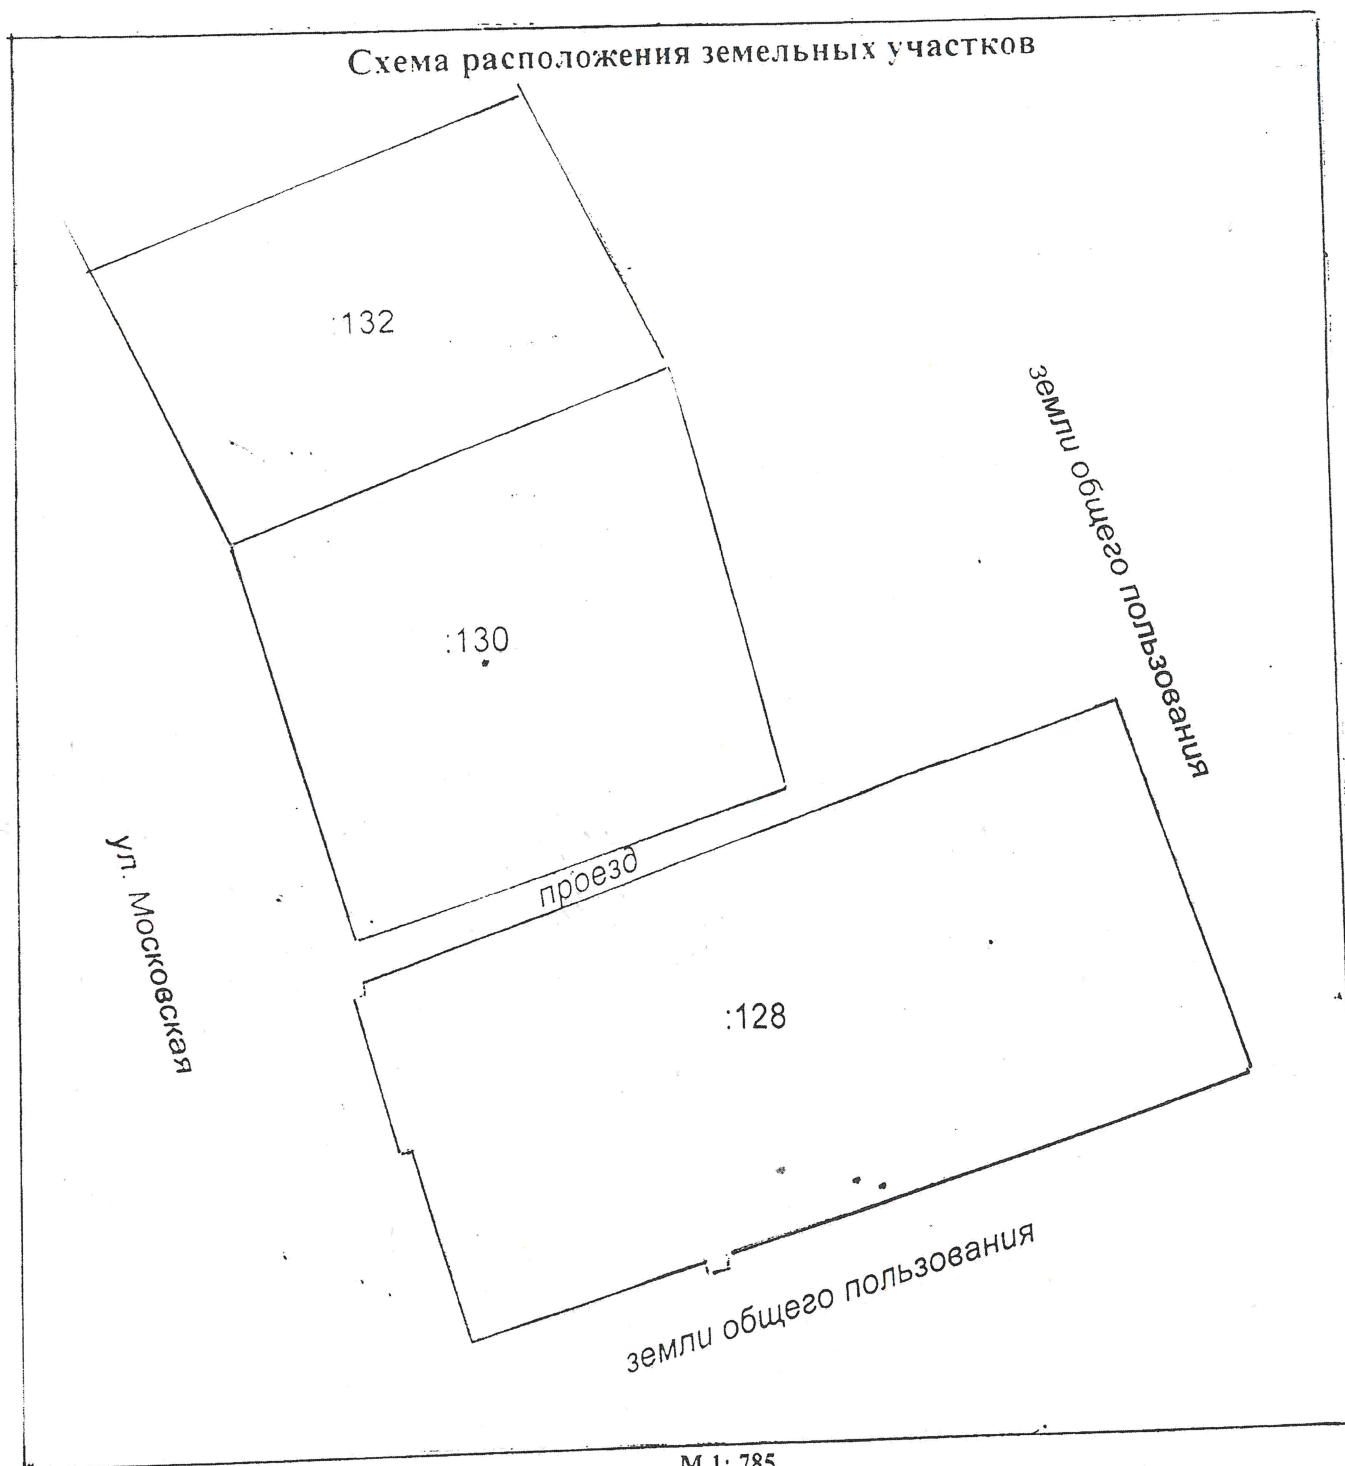 Схема расположения земельных участков
:132
земли общего пользования
:130
проезд
ул. Московская
:128
земли общего пользования
М 1: 785